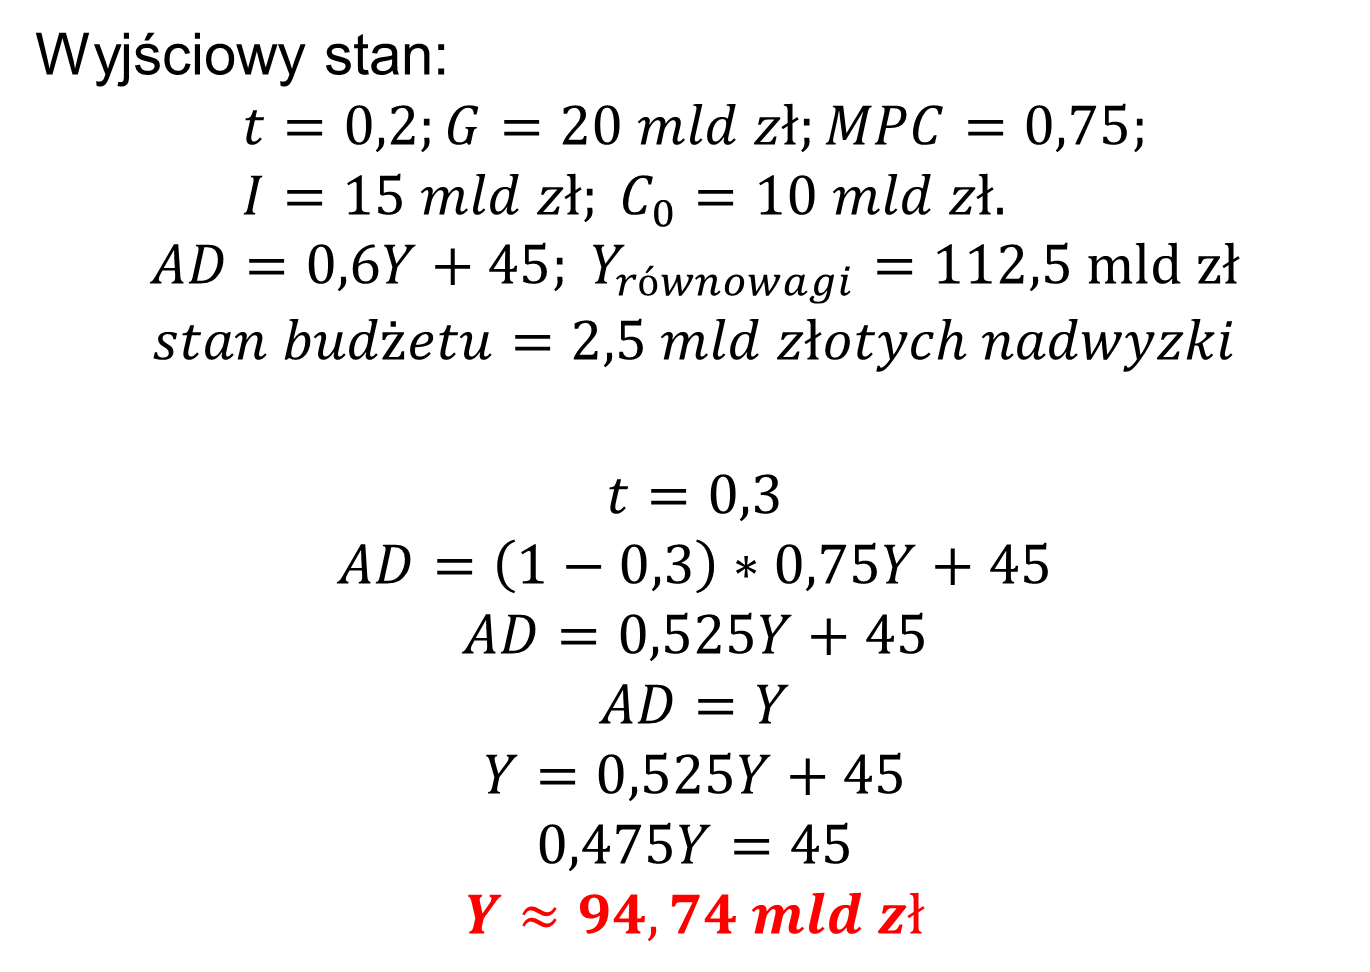 Wyjściowy stan:
t = 0,2; G = 20 mld zł; MPC = 0,75;
I = 15 mld zł; C₀ = 10 mld zł.
AD = 0,6Y + 45; Yrównowagi = 112,5 mld zł
stan budżetu = 2,5 mld złotych nadwyzki
t = 0,3
AD = (1 − 0,3) ∗ 0,75Y + 45
AD = 0,525Y + 45
AD = Y
Y = 0,525Y + 45
0,475Y = 45
Y ≈ 94,74 mld zł